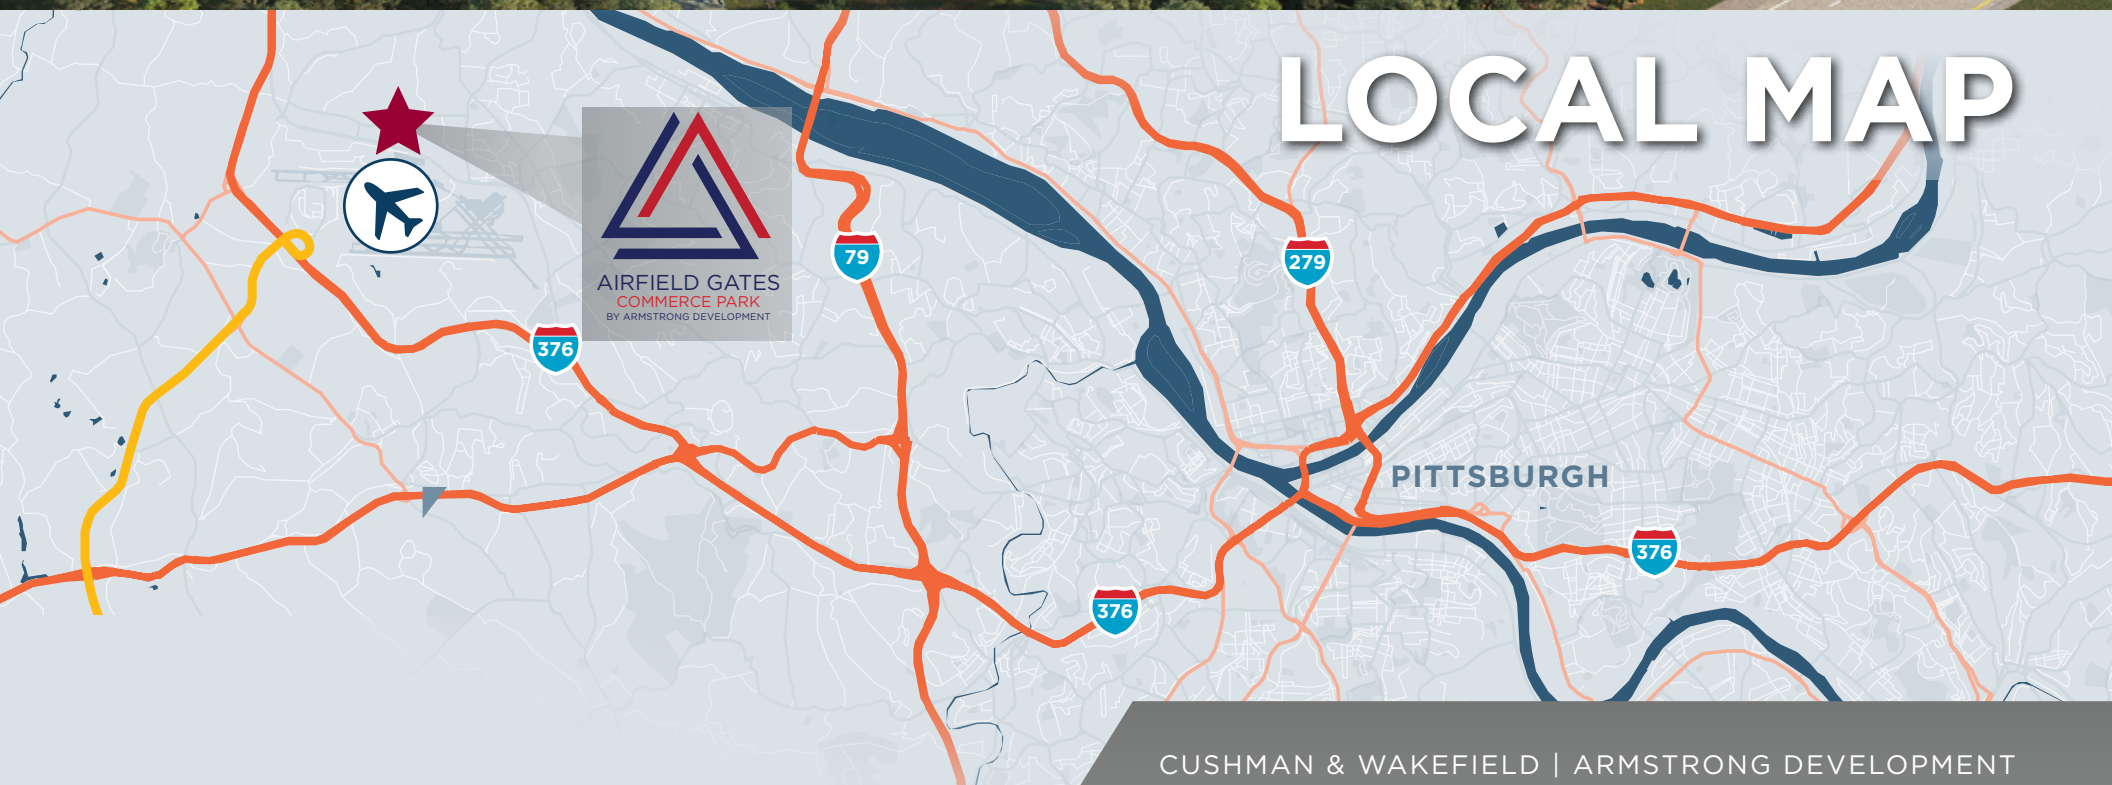 LOCAL MAP
AIRFIELD GATES
COMMERCE PARK
BY ARMSTRONG DEVELOPMENT
79
279
376
PITTSBURGH
376
376
CUSHMAN & WAKEFIELD | ARMSTRONG DEVELOPMENT